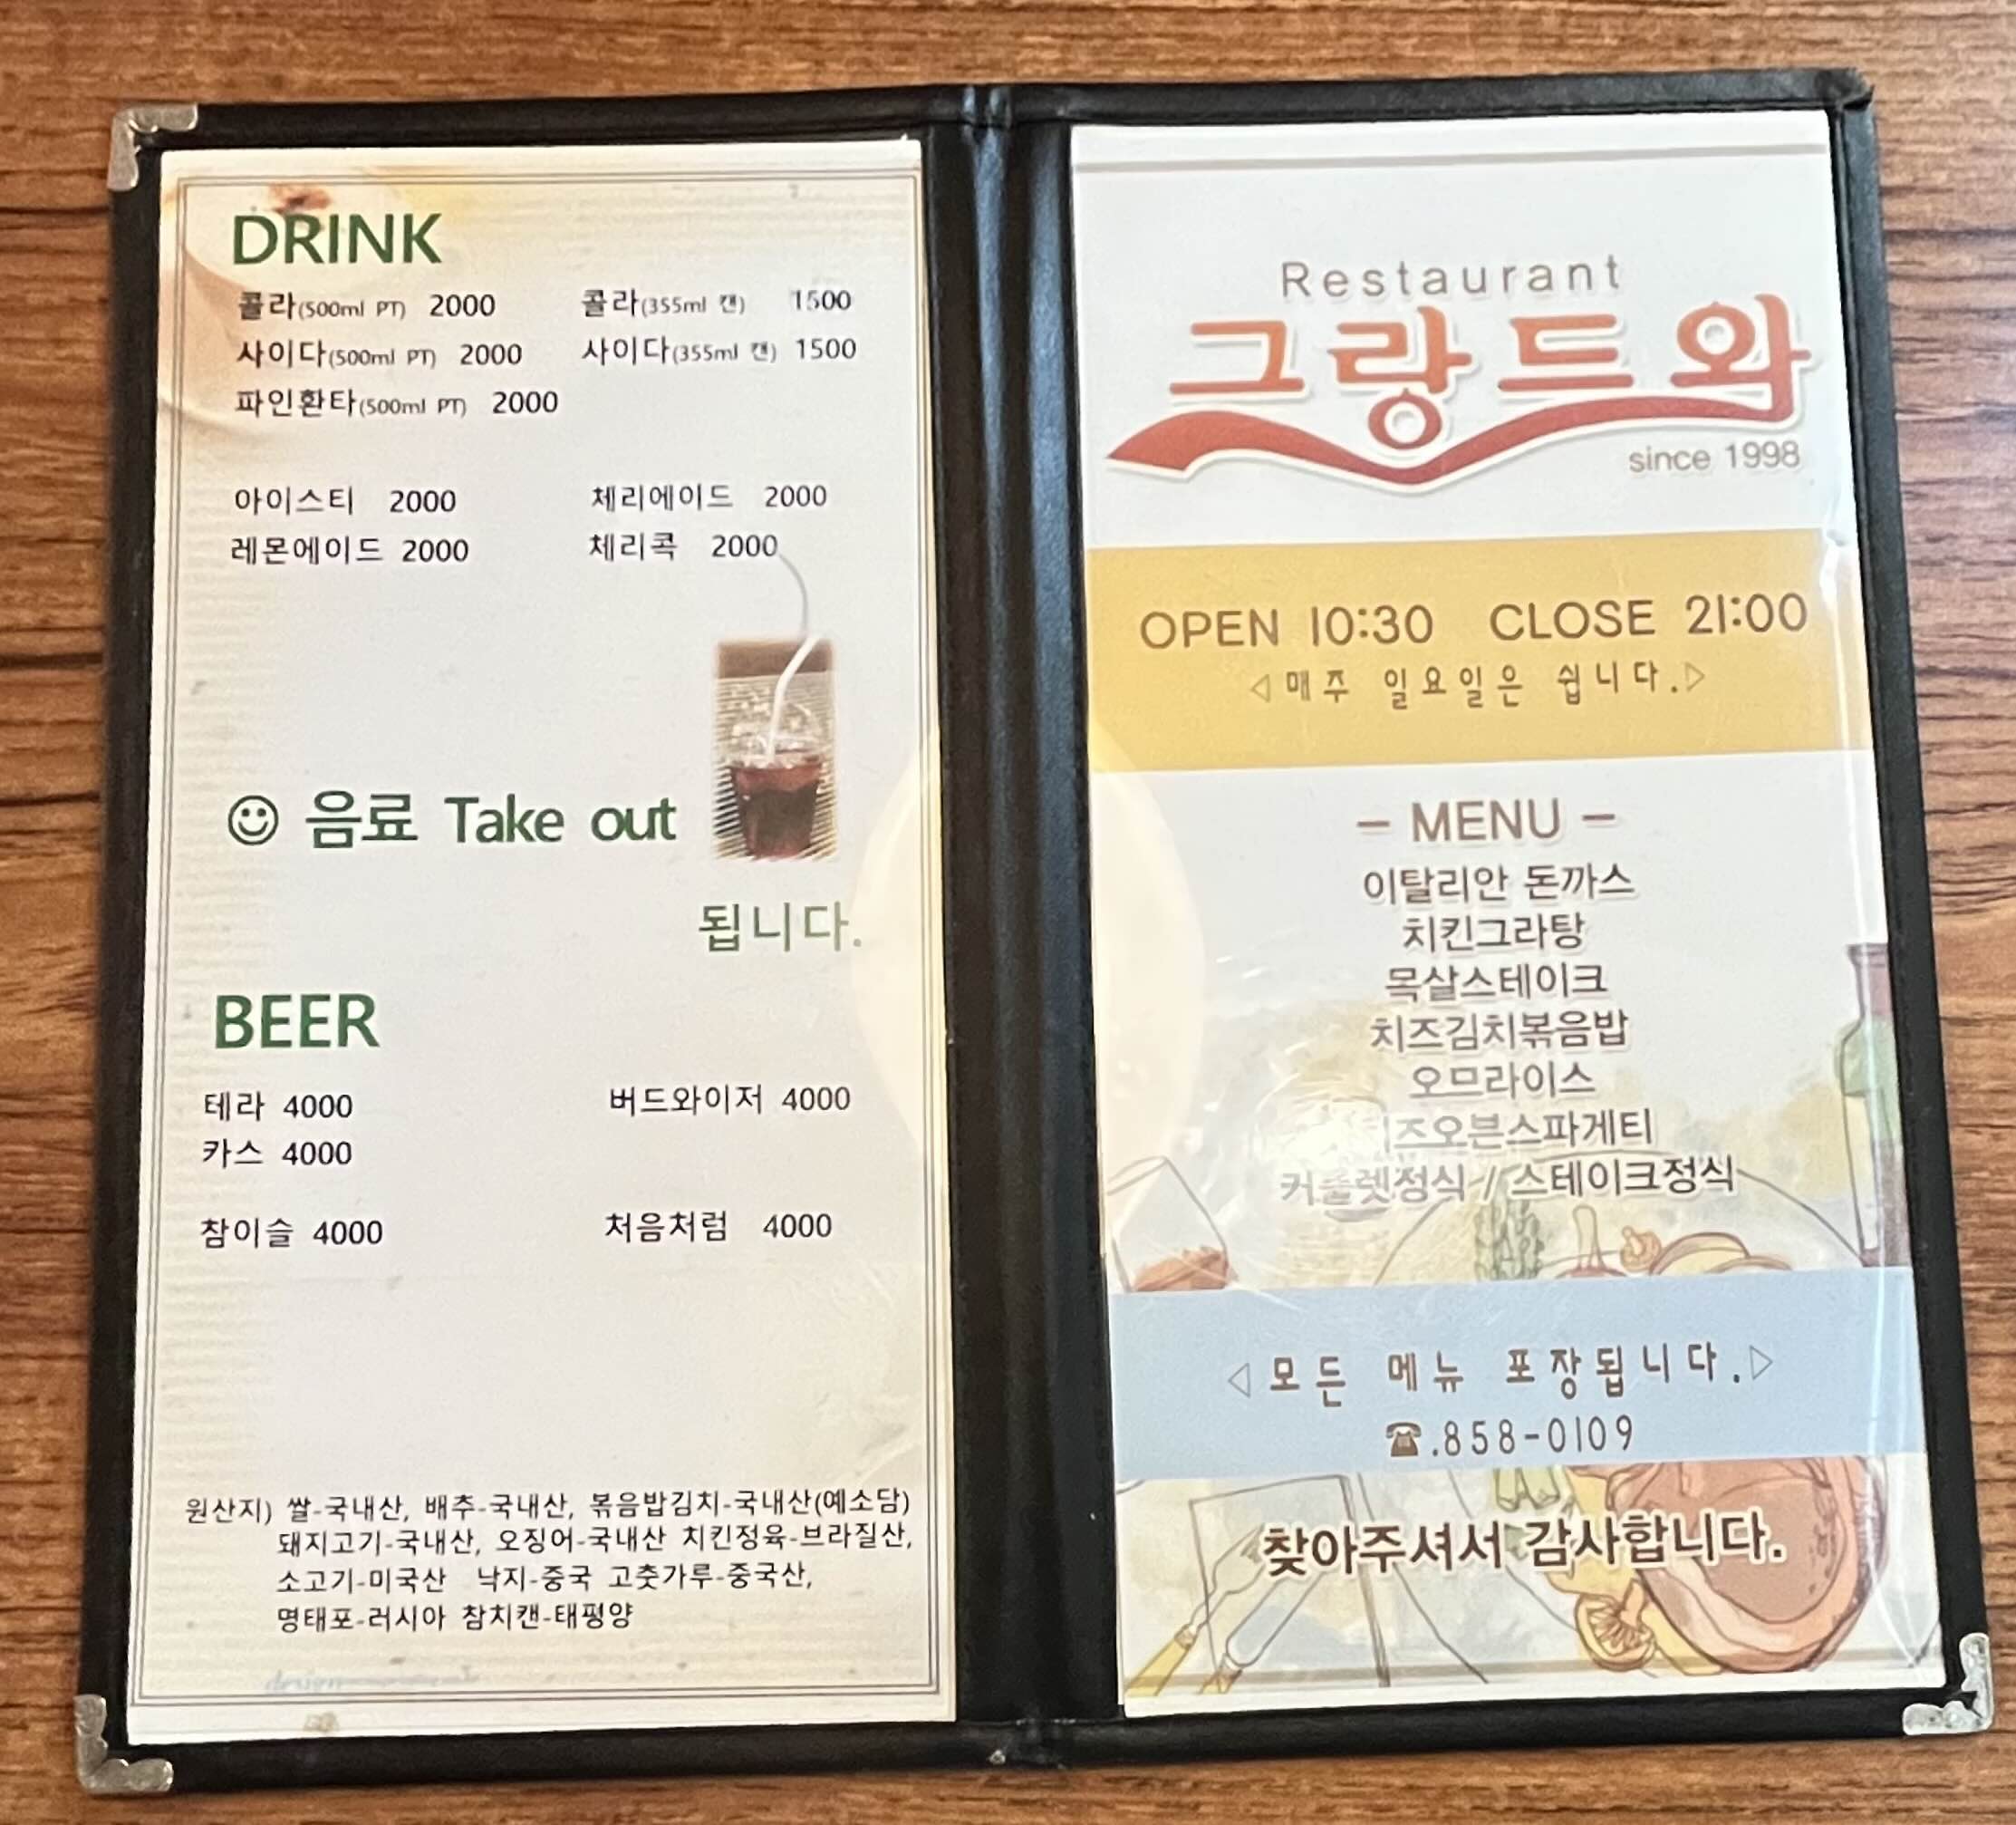 DRINK
콜라(500ml PT) 2000 콜라(355ml 캔) 1500
사이다(500ml PT) 2000 사이다(355ml 캔) 1500
파인환타(500ml PT) 2000
아이스티 2000 체리에이드 2000
레몬에이드 2000 체리콕 2000
☺ 음료 Take out
됩니다.
BEER
테라 4000 버드와이저 4000
카스 4000
참이슬 4000 처음처럼 4000
원산지) 쌀-국내산, 배추-국내산, 볶음밥김치-국내산(예소담)
돼지고기-국내산, 오징어-국내산 치킨정육-브라질산,
소고기-미국산 낙지-중국 고춧가루-중국산,
명태포-러시아 참치캔-태평양
Restaurant
그랑드와
since 1998
OPEN 10:30 CLOSE 21:00
◁매주 일요일은 쉽니다.▷
- MENU -
이탈리안 돈까스
치킨그라탕
목살스테이크
치즈김치볶음밥
오므라이스
치즈오븐스파게티
커틀렛정식 / 스테이크정식
◁모든 메뉴 포장됩니다.▷
☎.858-0109
찾아주셔서 감사합니다.